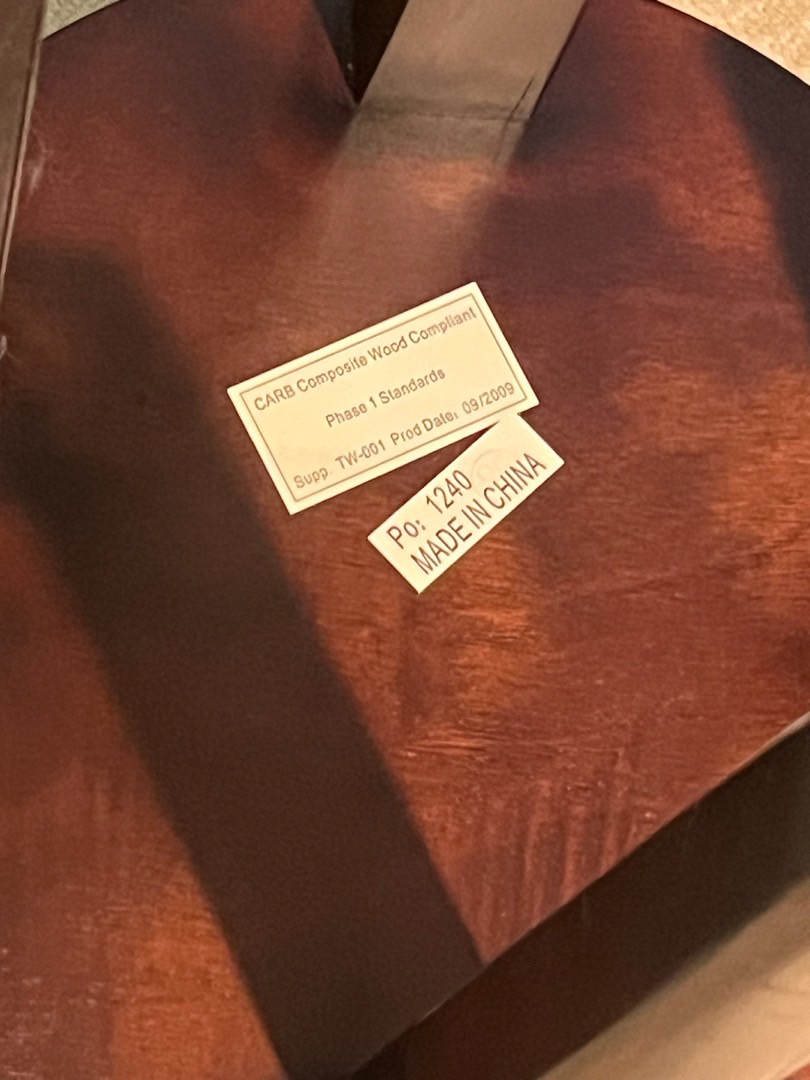 CARB Composite Wood Compliant
Phase 1 Standards
Supp TW-001 Prod Date: 09/2009
Po: 1240
MADE IN CHINA